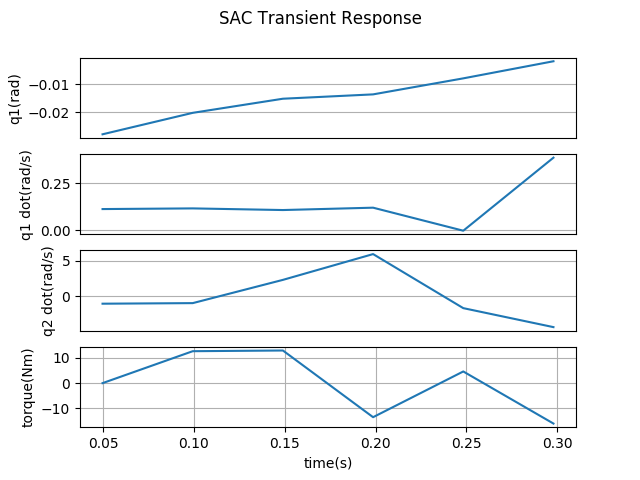 SAC Transient Response
q1(rad)
−0.01
−0.02
q1 dot(rad/s)
0.25
0.00
q2 dot(rad/s)
5
0
torque(Nm)
10
0
−10
0.05 0.10 0.15 0.20 0.25 0.30
time(s)